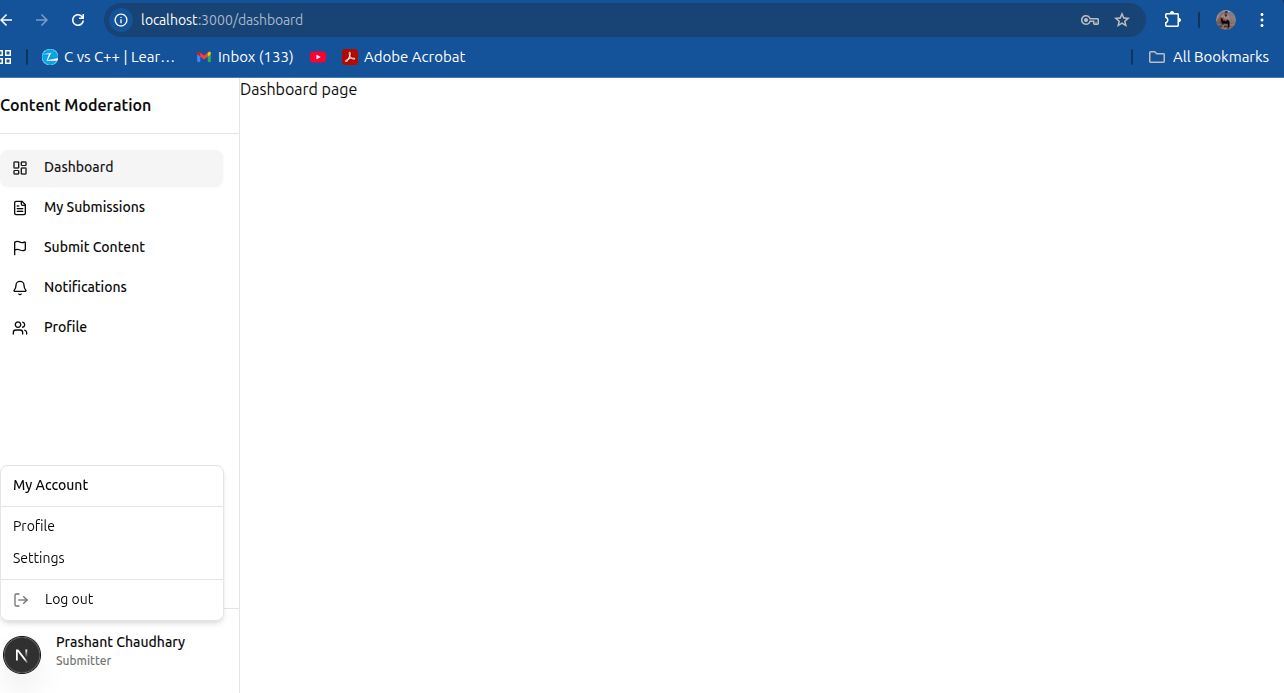 localhost:3000/dashboard
C vs C++ | Lear...
Inbox (133)
Adobe Acrobat
All Bookmarks
Content Moderation
Dashboard page
Dashboard
My Submissions
Submit Content
Notifications
Profile
My Account
Profile
Settings
Log out
N
Prashant Chaudhary
Submitter